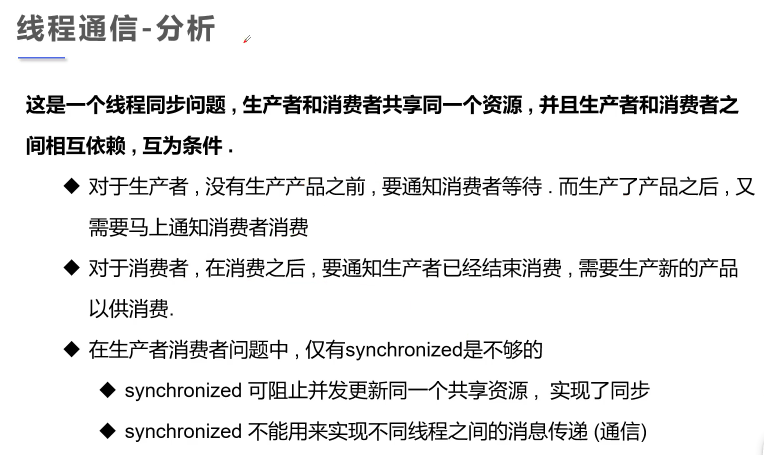 线程通信-分析
这是一个线程同步问题 , 生产者和消费者共享同一个资源 , 并且生产者和消费者之
间相互依赖 , 互为条件 .
◆ 对于生产者 , 没有生产产品之前 , 要通知消费者等待 . 而生产了产品之后 , 又
需要马上通知消费者消费
◆ 对于消费者 , 在消费之后 , 要通知生产者已经结束消费 , 需要生产新的产品
以供消费.
◆ 在生产者消费者问题中 , 仅有synchronized是不够的
◆ synchronized 可阻止并发更新同一个共享资源 , 实现了同步
◆ synchronized 不能用来实现不同线程之间的消息传递 (通信)